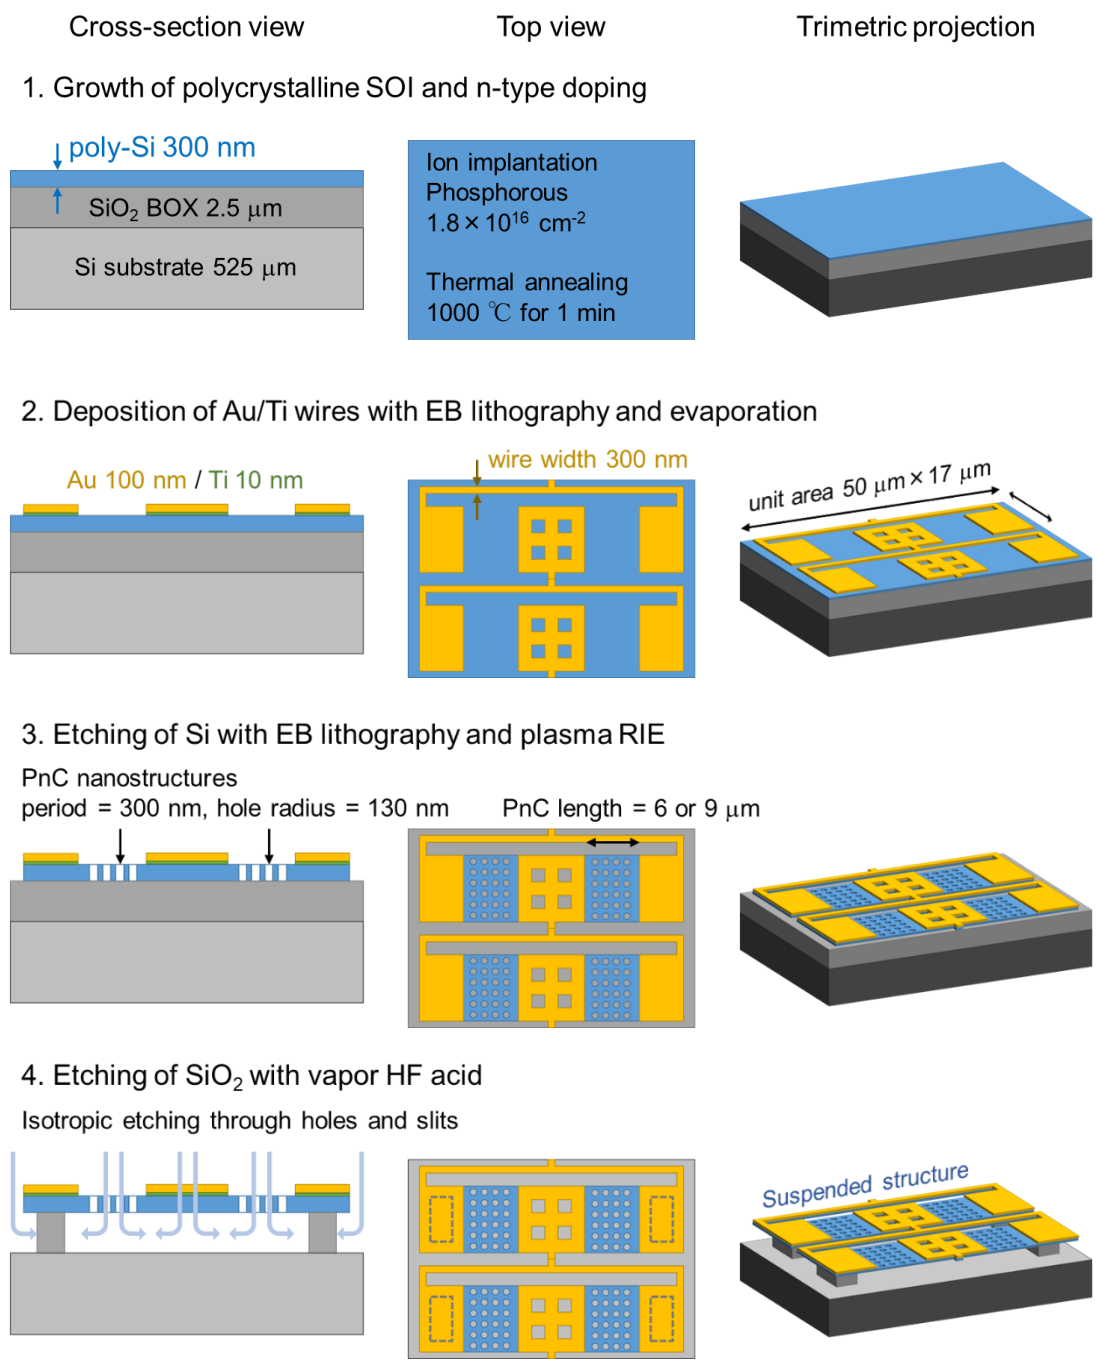 Cross-section view
Top view
Trimetric projection
1. Growth of polycrystalline SOI and n-type doping
poly-Si 300 nm
SiO₂ BOX 2.5 μm
Si substrate 525 μm
Ion implantation
Phosphorous
1.8×10¹⁶ cm⁻²
Thermal annealing
1000 ℃ for 1 min
2. Deposition of Au/Ti wires with EB lithography and evaporation
Au 100 nm / Ti 10 nm
wire width 300 nm
unit area 50 μm×17 μm
3. Etching of Si with EB lithography and plasma RIE
PnC nanostructures
period = 300 nm, hole radius = 130 nm
PnC length = 6 or 9 μm
4. Etching of SiO₂ with vapor HF acid
Isotropic etching through holes and slits
Suspended structure